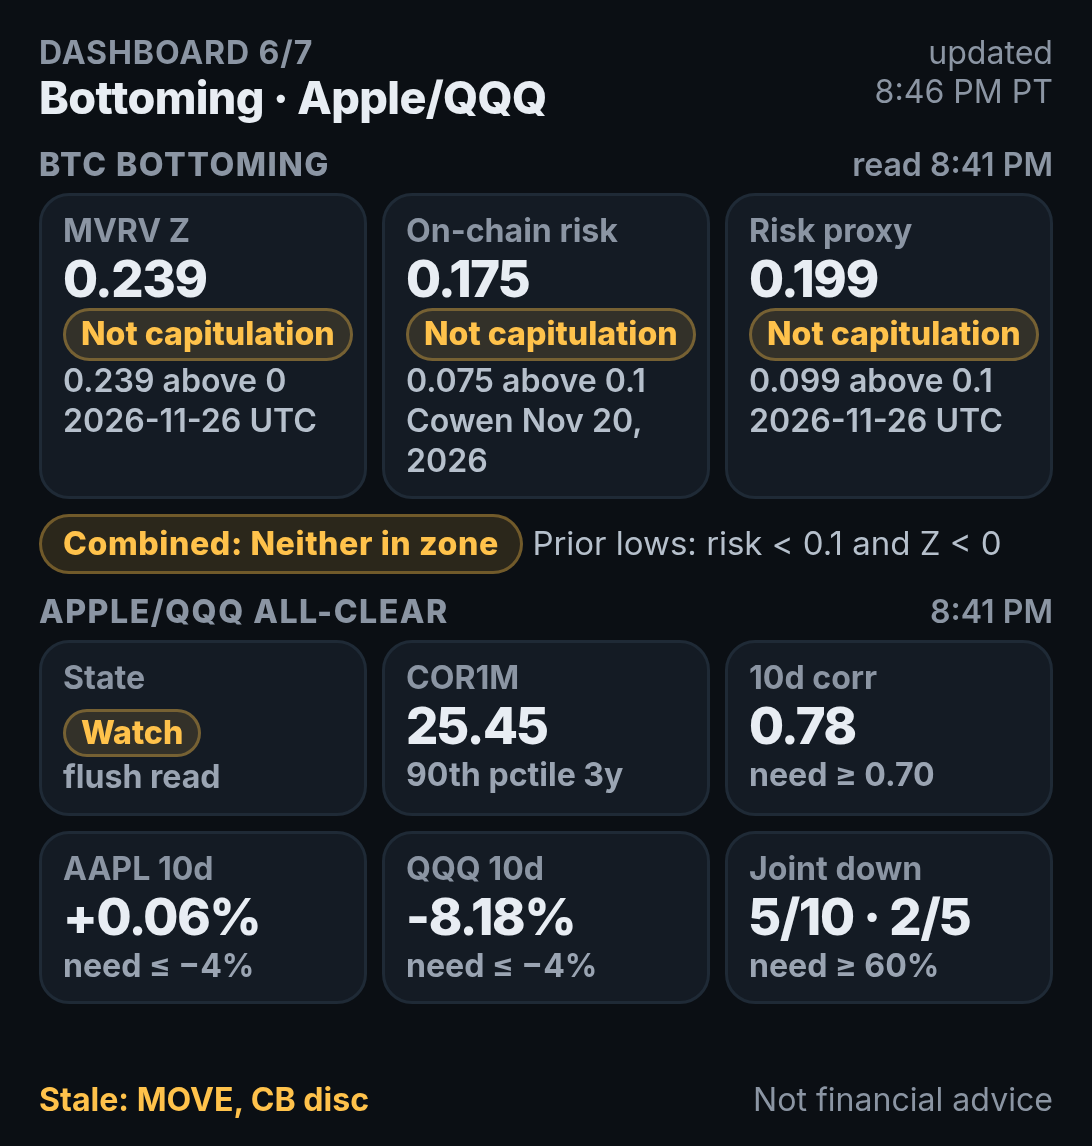 DASHBOARD 6/7
updated
Bottoming · Apple/QQQ
8:46 PM PT
BTC BOTTOMING
read 8:41 PM
MVRV Z
0.239
Not capitulation
0.239 above 0
2026-11-26 UTC
On-chain risk
0.175
Not capitulation
0.075 above 0.1
Cowen Nov 20,
2026
Risk proxy
0.199
Not capitulation
0.099 above 0.1
2026-11-26 UTC
Combined: Neither in zone
Prior lows: risk < 0.1 and Z < 0
APPLE/QQQ ALL-CLEAR
8:41 PM
State
Watch
flush read
COR1M
25.45
90th pctile 3y
10d corr
0.78
need ≥ 0.70
AAPL 10d
+0.06%
need ≤ −4%
QQQ 10d
-8.18%
need ≤ −4%
Joint down
5/10 · 2/5
need ≥ 60%
Stale: MOVE, CB disc
Not financial advice